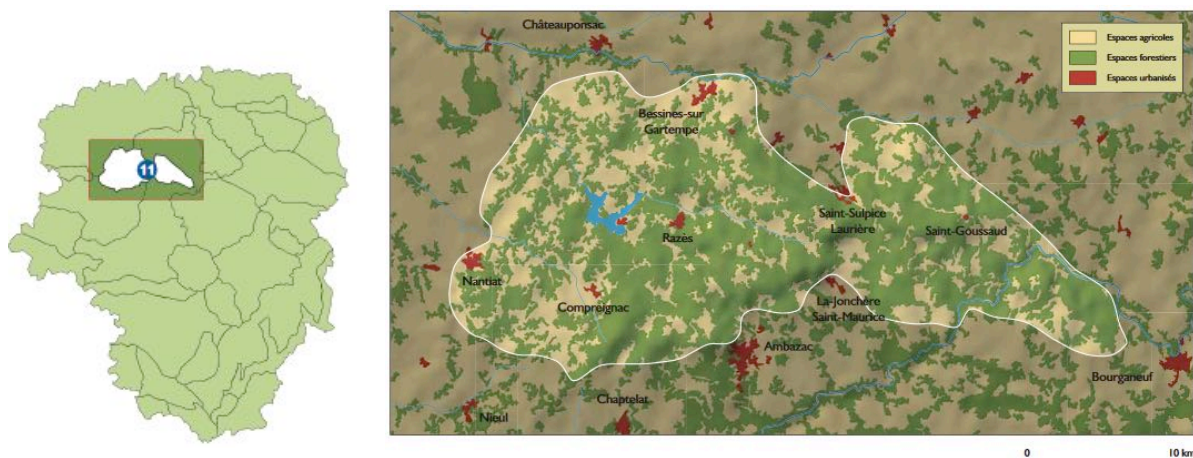 11
Châteauponsac
Espaces agricoles
Espaces forestiers
Espaces urbanisés
Bessines-sur
Gartempe
Saint-Sulpice
Laurière
Saint-Goussaud
Razès
Nantiat
Compreignac
La-Jonchère
Saint-Maurice
Ambazac
Bourganeuf
Chaptelat
Nieul
0
10 km